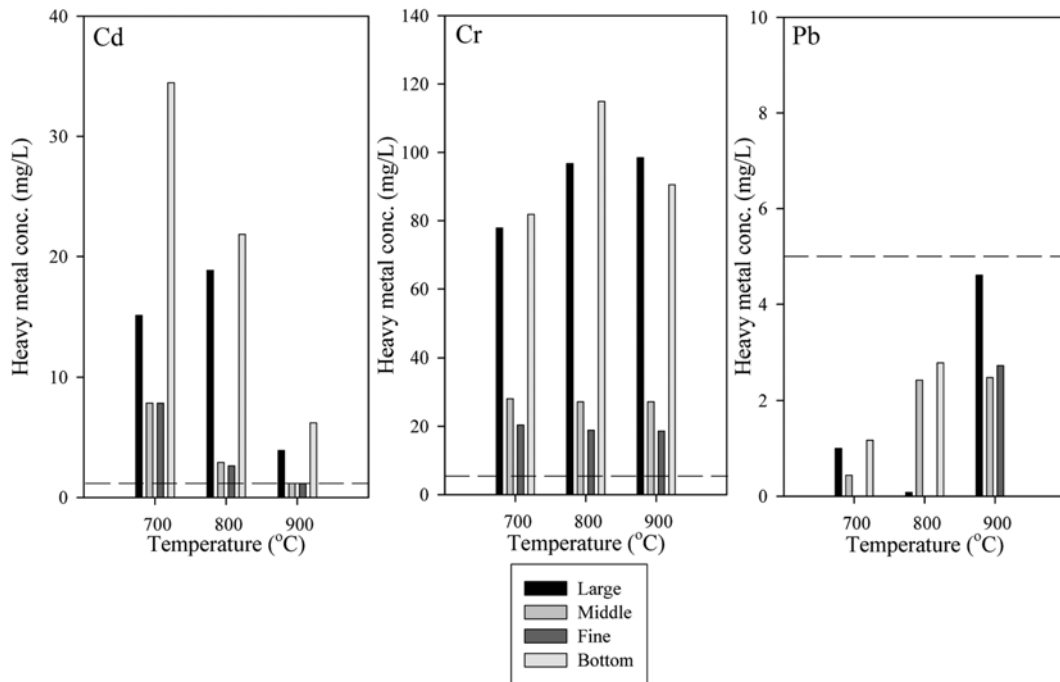 Cd
Heavy metal conc. (mg/L)
40
30
20
10
0
700 800 900
Temperature (°C)
Cr
Heavy metal conc. (mg/L)
140
120
100
80
60
40
20
0
700 800 900
Temperature (°C)
Pb
Heavy metal conc. (mg/L)
10
8
6
4
2
0
700 800 900
Temperature (°C)
Large
Middle
Fine
Bottom